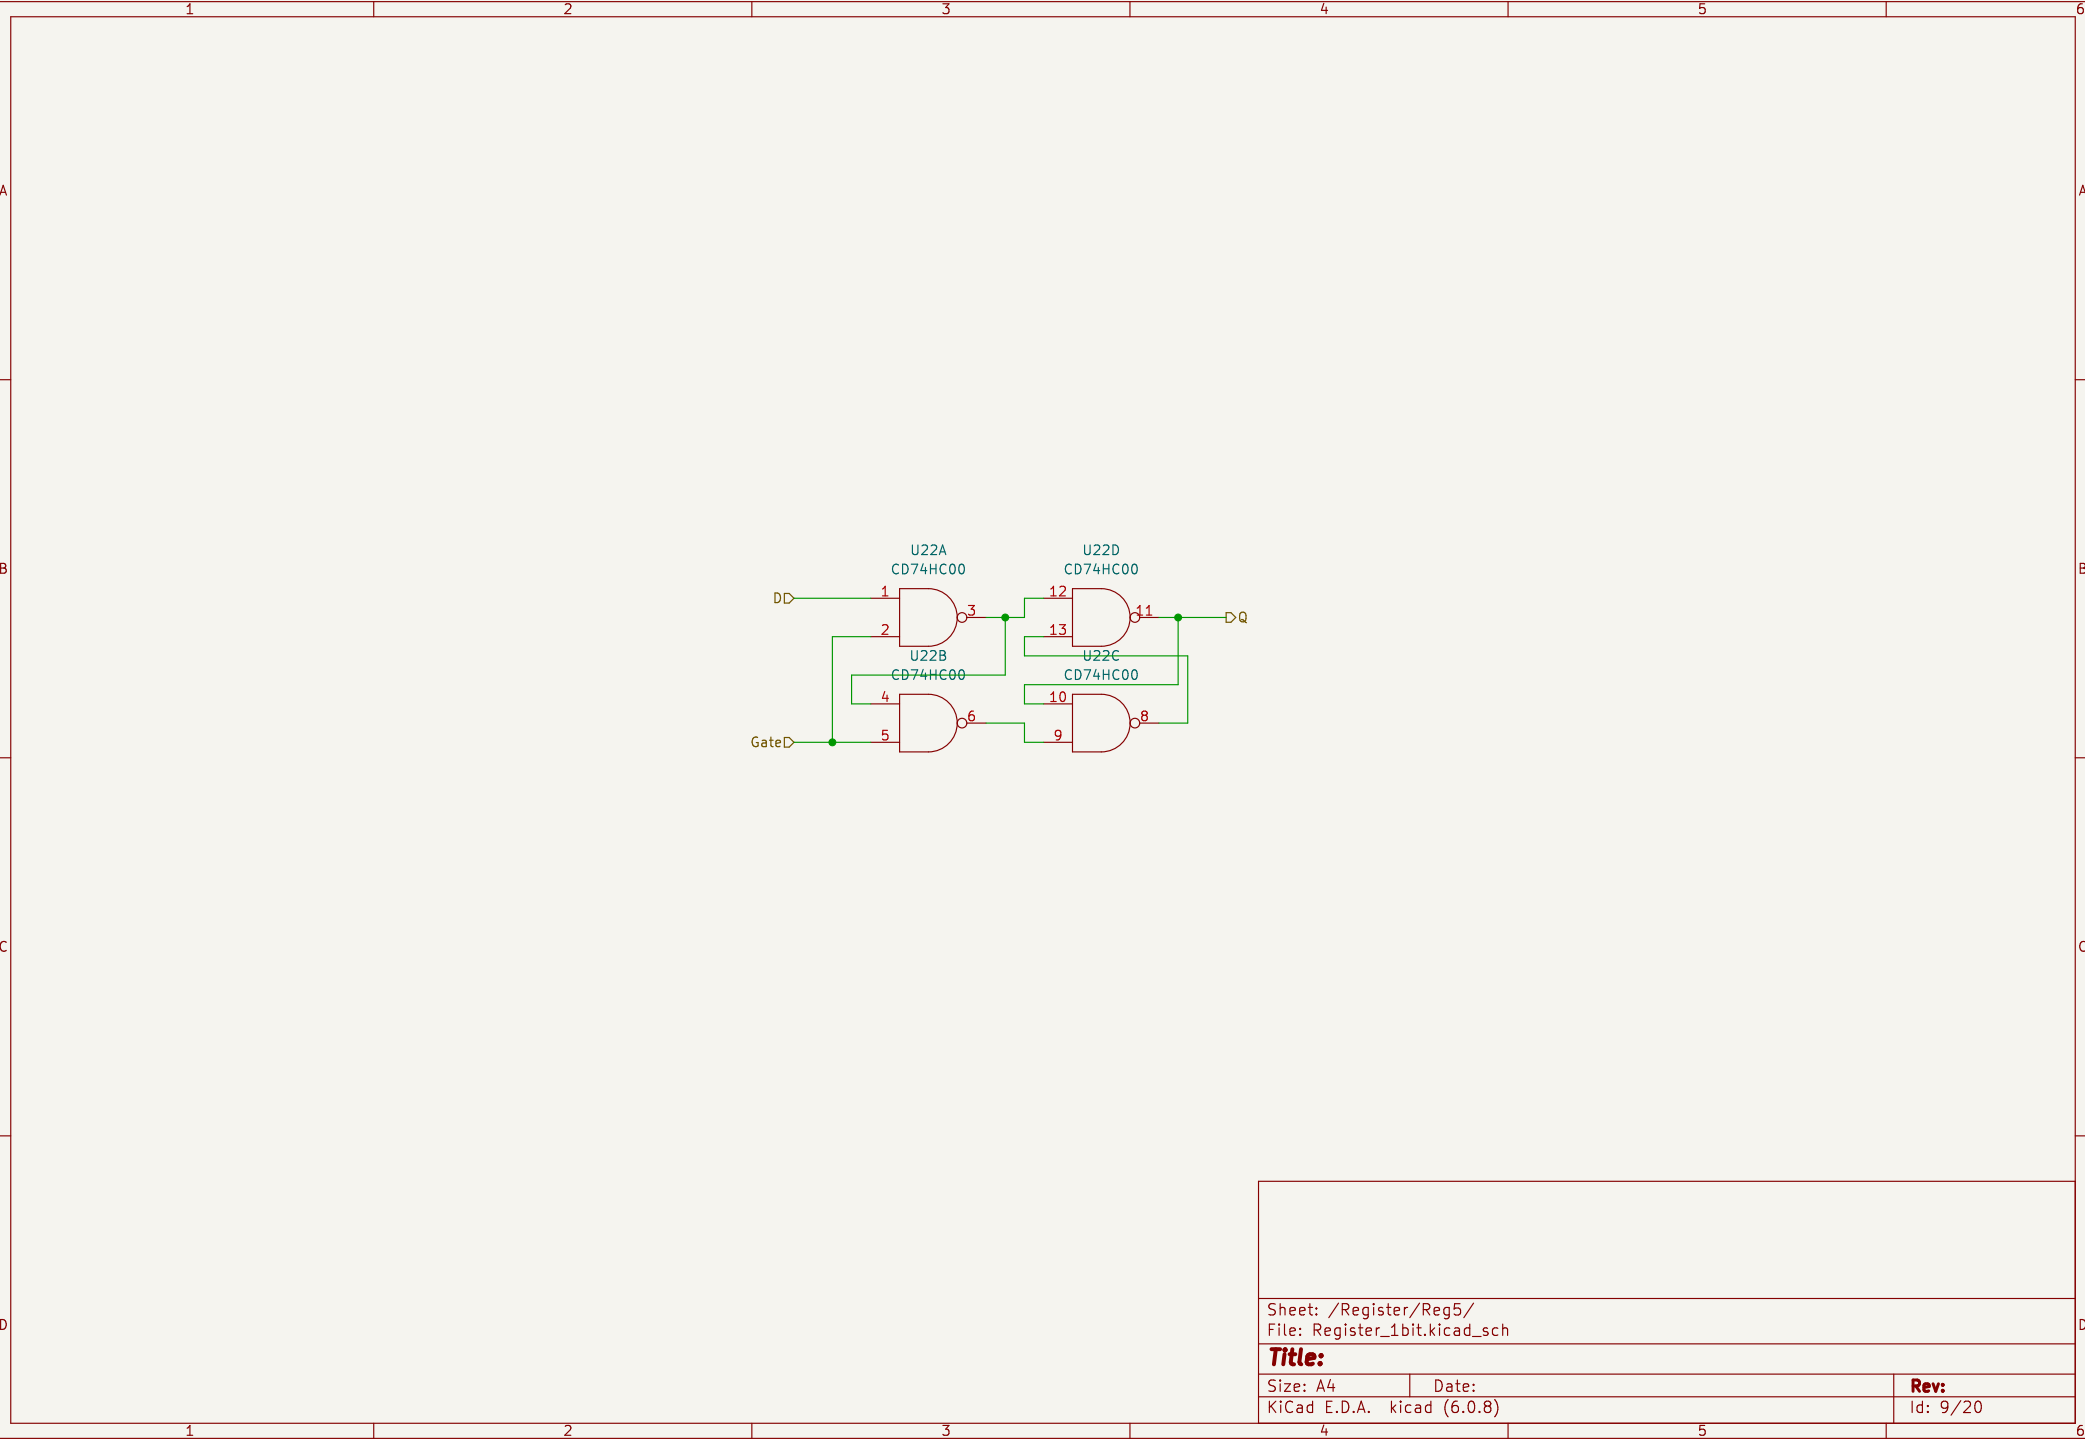 1 2 3 4 5 6
A A
U22A U22D
B CD74HC00 CD74HC00 B
D 1 3 12 11 Q
2 13
U22B U22C
CD74HC00 CD74HC00
4 6 10 8
Gate 5 9
C C
Sheet: /Register/Reg5/
D File: Register_1bit.kicad_sch D
Title:
Size: A4 Date: Rev:
KiCad E.D.A. kicad (6.0.8) Id: 9/20
1 2 3 4 5 6